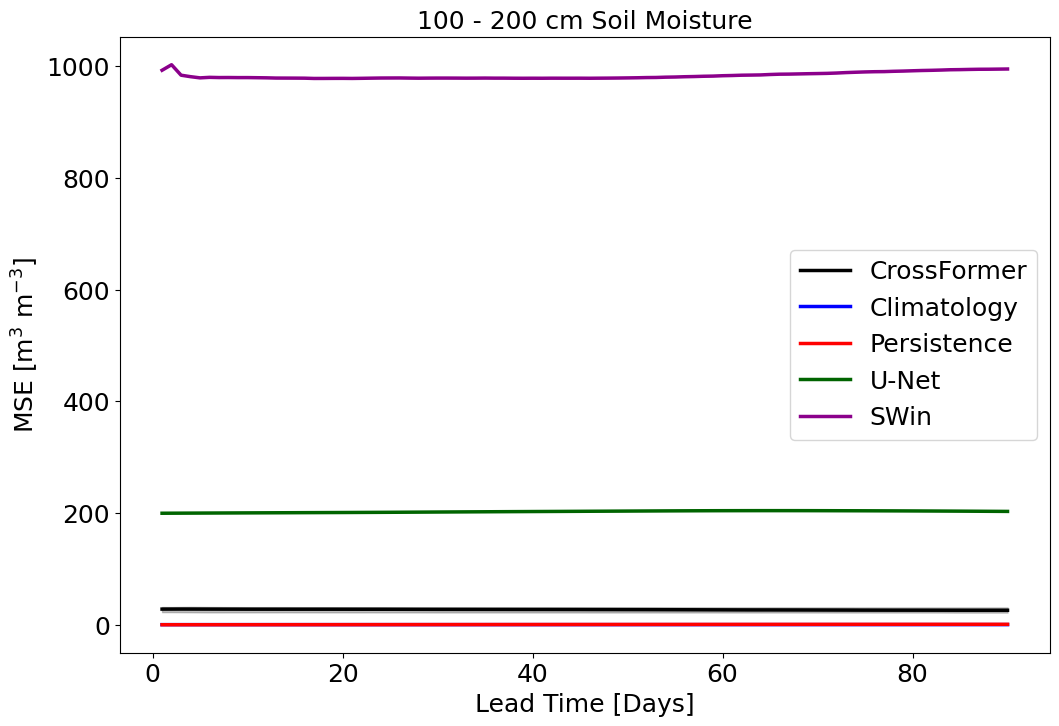 100 - 200 cm Soil Moisture
MSE [m³ m⁻³]
1000
800
600
400
200
0
CrossFormer
Climatology
Persistence
U-Net
SWin
0 20 40 60 80
Lead Time [Days]